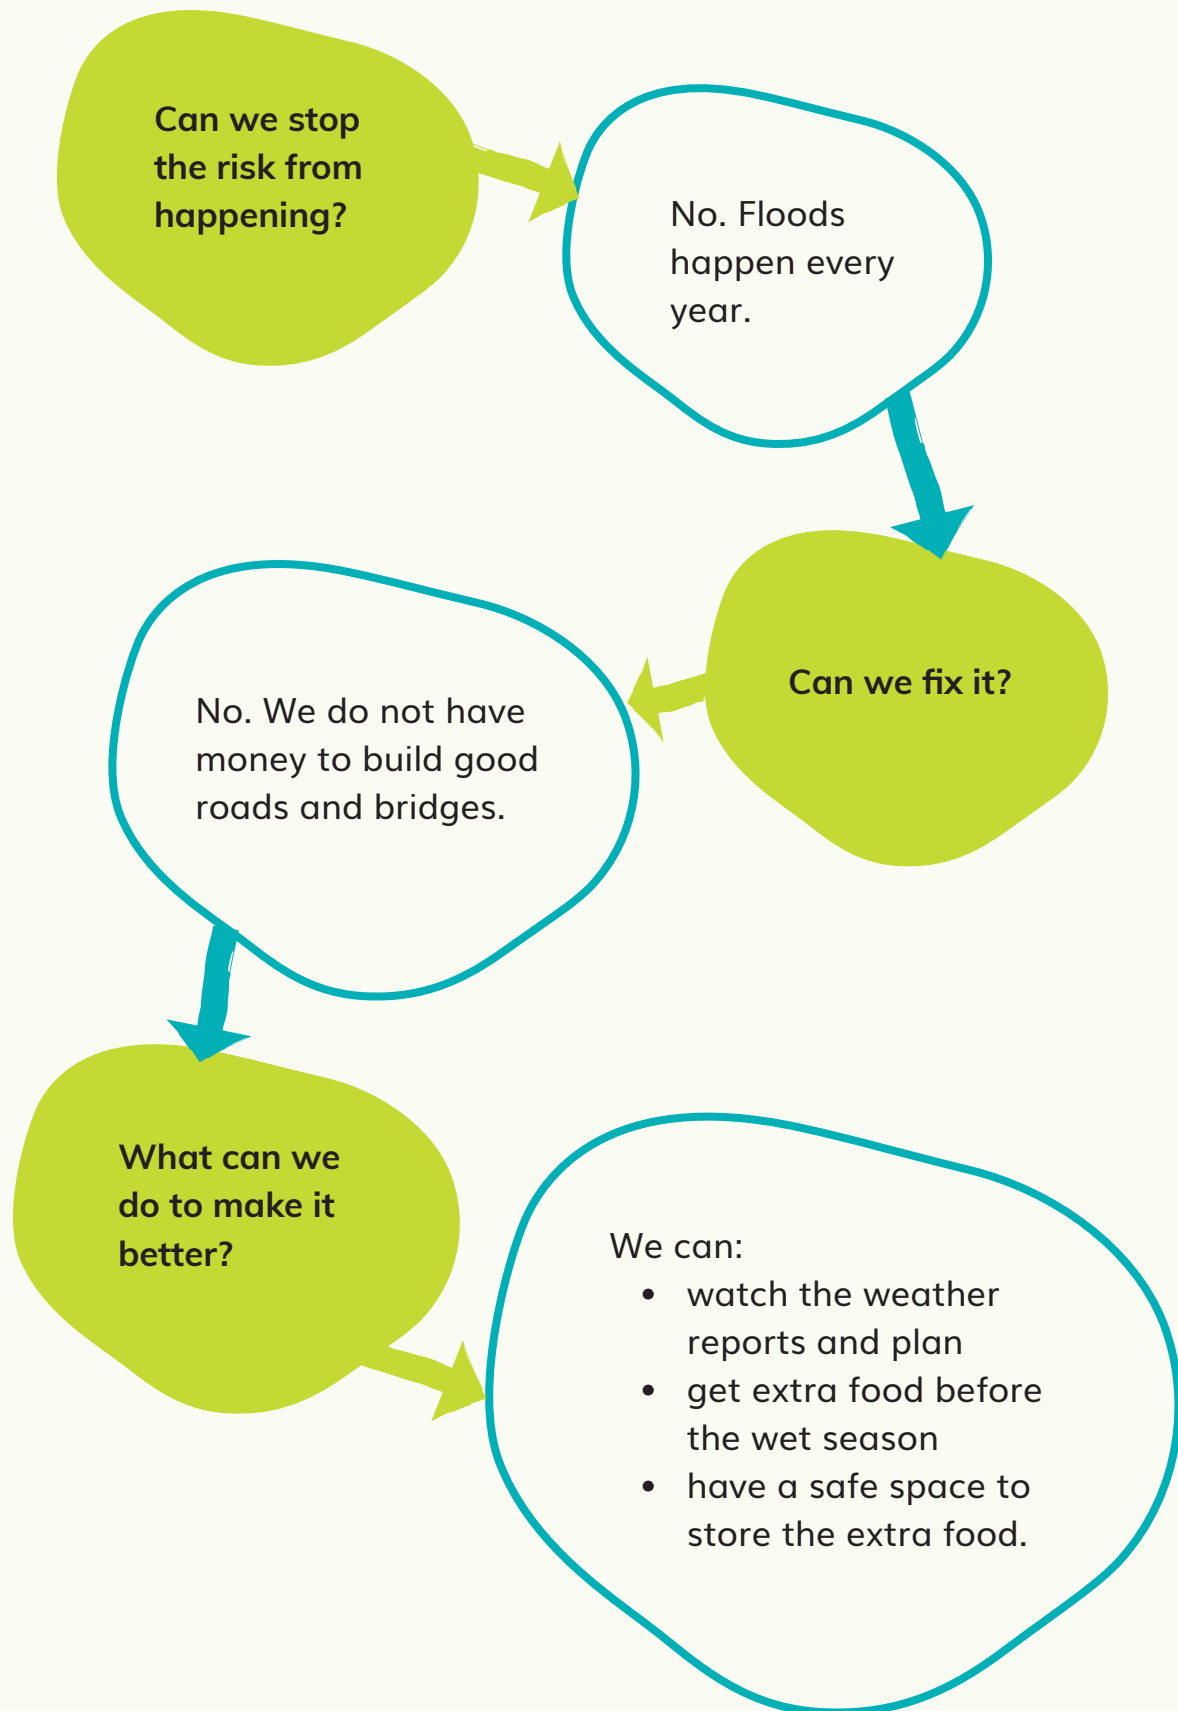 Can we stop
the risk from
happening?
No. Floods
happen every
year.
Can we fix it?
No. We do not have
money to build good
roads and bridges.
What can we
do to make it
better?
We can:
• watch the weather
reports and plan
• get extra food before
the wet season
• have a safe space to
store the extra food.